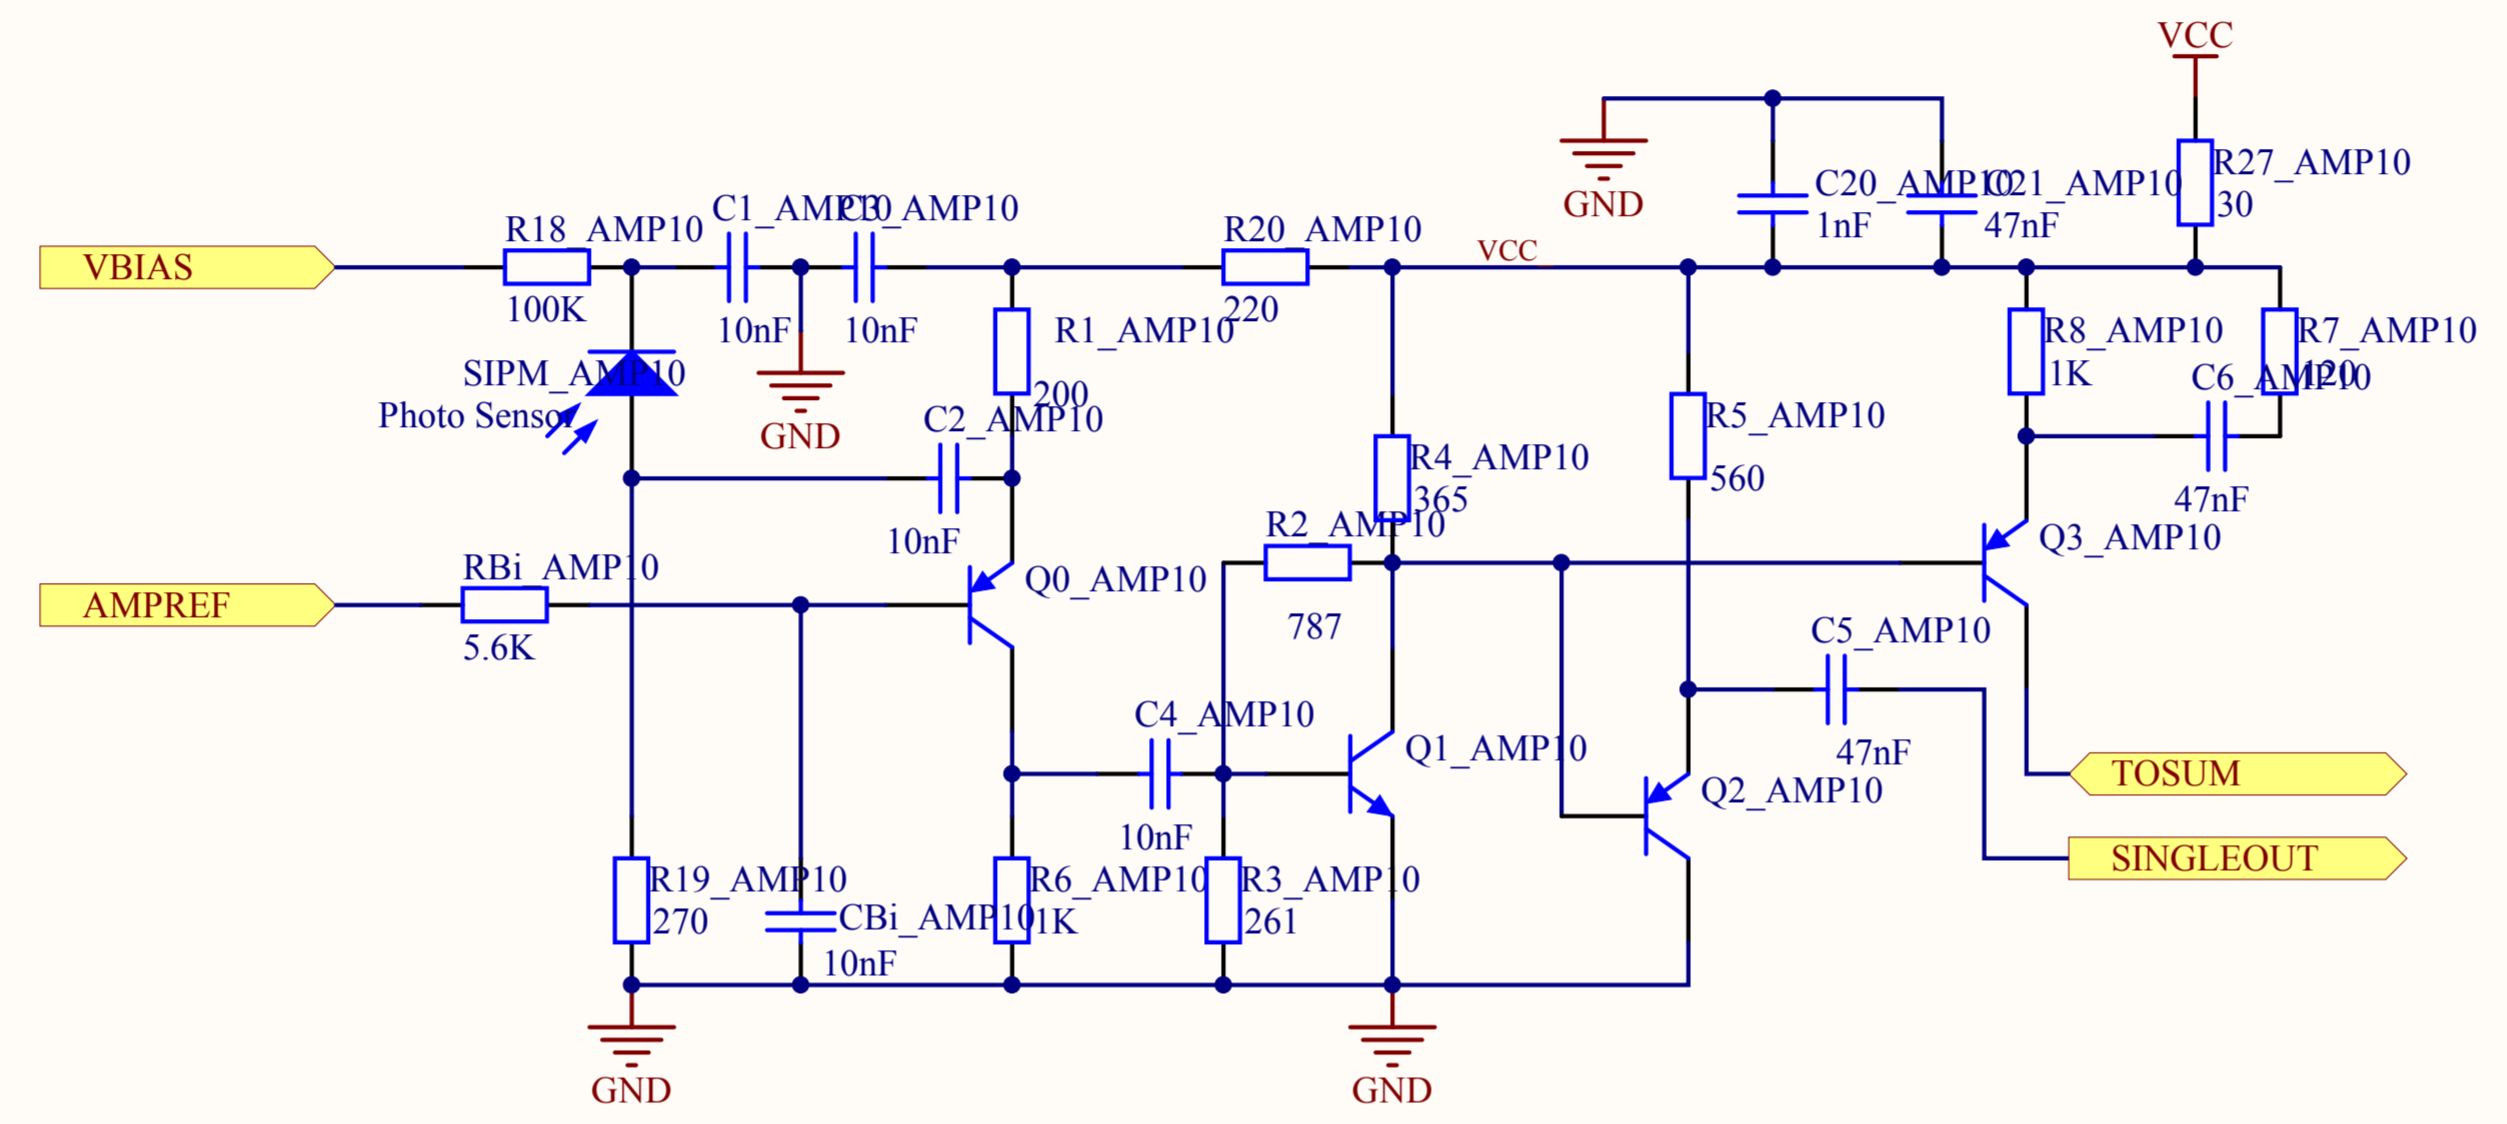 VCC
R27_AMP10
30
C20_AMP10
1nF
C21_AMP10
47nF
GND
VBIAS
R18_AMP10
100K
C1_AMP10
10nF
C3_AMP10
10nF
GND
R20_AMP10
220
VCC
R1_AMP10
200
R8_AMP10
1K
R7_AMP10
120
C6_AMP10
47nF
SIPM_AMP10
Photo Sensor
C2_AMP10
10nF
R4_AMP10
365
R5_AMP10
560
R2_AMP10
787
Q3_AMP10
AMPREF
RBi_AMP10
5.6K
Q0_AMP10
C4_AMP10
10nF
Q1_AMP10
C5_AMP10
47nF
Q2_AMP10
TOSUM
SINGLEOUT
R19_AMP10
270
CBi_AMP10
10nF
R6_AMP10
1K
R3_AMP10
261
GND
GND